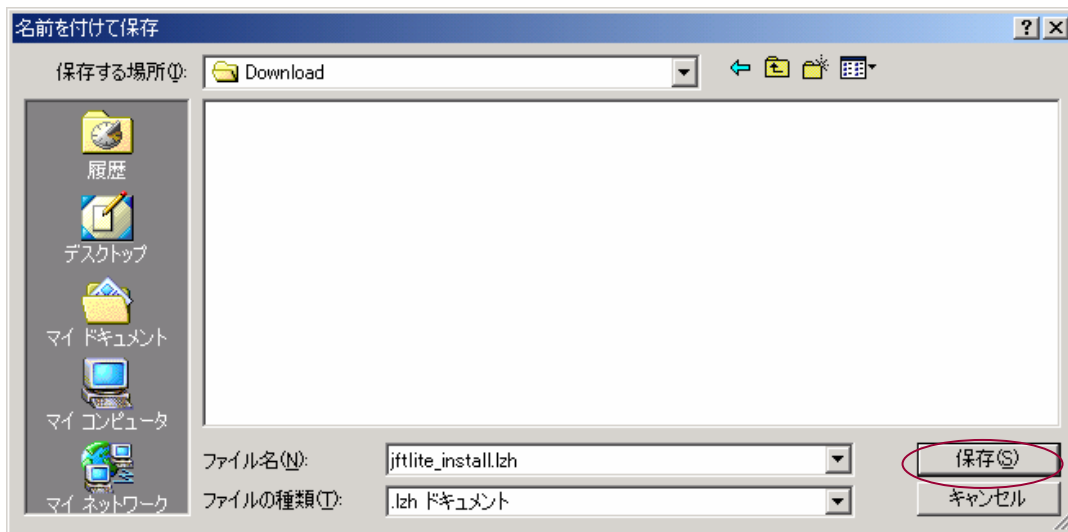 名前を付けて保存
保存する場所(I): Download
履歴
デスクトップ
マイ ドキュメント
マイ コンピュータ
マイ ネットワーク
ファイル名(N): jftlite_install.lzh 保存(S)
ファイルの種類(T): .lzh ドキュメント キャンセル